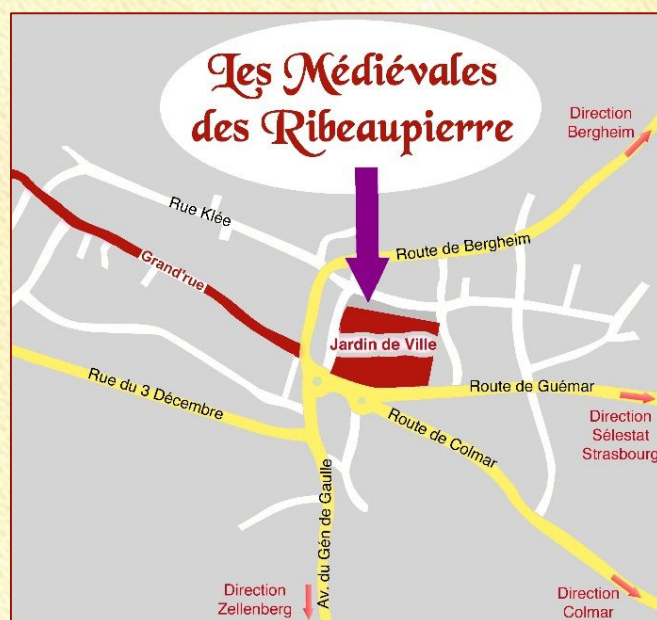 Les Médiévales
des Ribeaupierre
Direction
Bergheim
Rue Klée
Route de Bergheim
Grand'rue
Jardin de Ville
Rue du 3 Décembre
Route de Guémar
Direction
Sélestat
Strasbourg
Route de Colmar
Av. du Gén de Gaulle
Direction
Zellenberg
Direction
Colmar